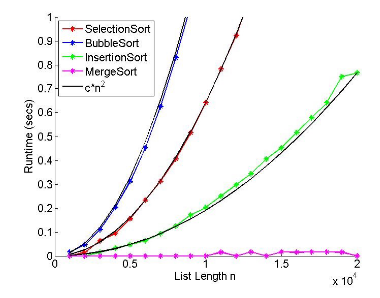 1
0.9
0.8
0.7
0.6
0.5
0.4
0.3
0.2
0.1
0
Runtime (secs)
SelectionSort
BubbleSort
InsertionSort
MergeSort
c*n²
0 0.5 1 1.5 2
x 10⁴
List Length n